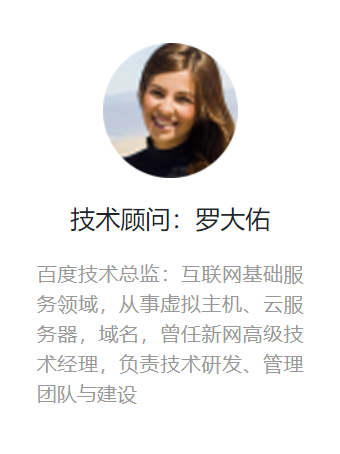 技术顾问：罗大佑
百度技术总监：互联网基础服
务领域，从事虚拟主机、云服
务器，域名，曾任新网高级技
术经理，负责技术研发、管理
团队与建设